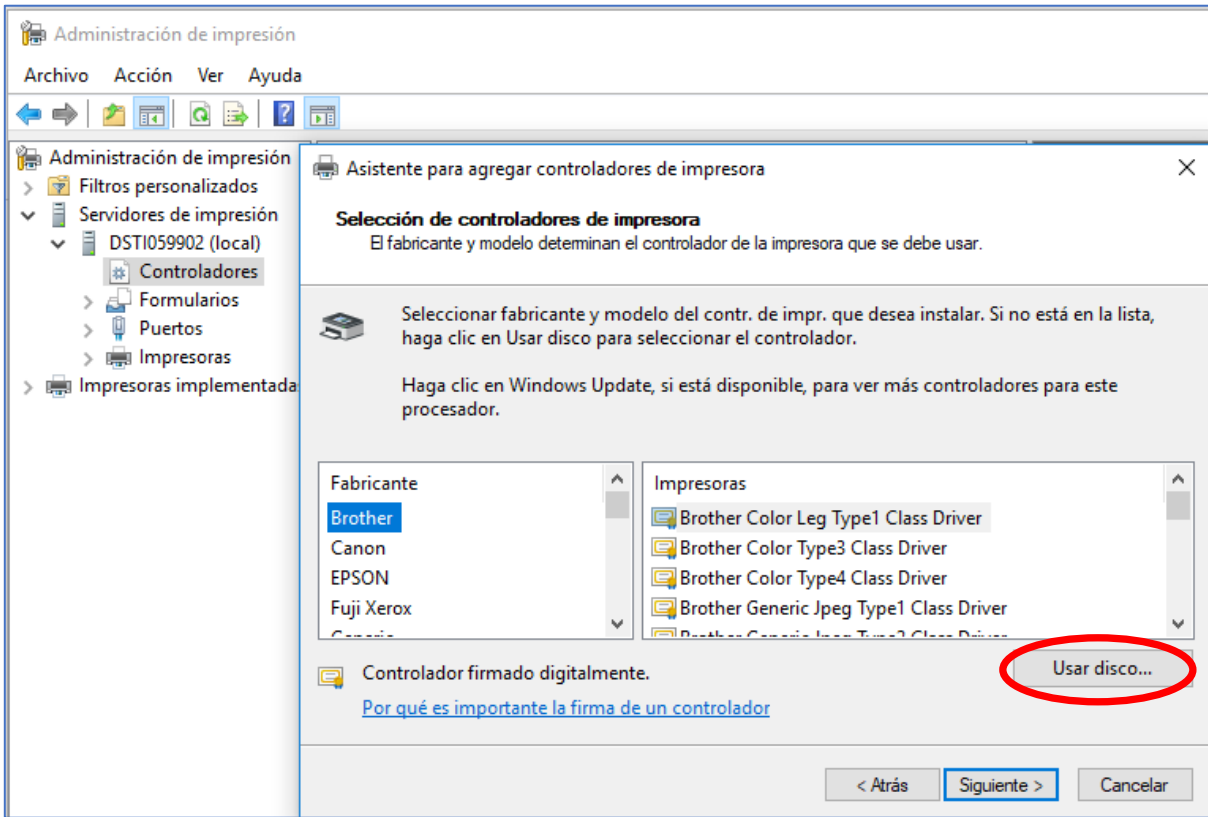 Administración de impresión
Archivo Acción Ver Ayuda
Administración de impresión
Filtros personalizados
Servidores de impresión
DSTI059902 (local)
Controladores
Formularios
Puertos
Impresoras
Impresoras implementada
Asistente para agregar controladores de impresora
Selección de controladores de impresora
El fabricante y modelo determinan el controlador de la impresora que se debe usar.
Seleccionar fabricante y modelo del contr. de impr. que desea instalar. Si no está en la lista,
haga clic en Usar disco para seleccionar el controlador.
Haga clic en Windows Update, si está disponible, para ver más controladores para este
procesador.
Fabricante
Brother
Canon
EPSON
Fuji Xerox
Impresoras
Brother Color Leg Type1 Class Driver
Brother Color Type3 Class Driver
Brother Color Type4 Class Driver
Brother Generic Jpeg Type1 Class Driver
Controlador firmado digitalmente.
Por qué es importante la firma de un controlador
Usar disco...
< Atrás Siguiente > Cancelar